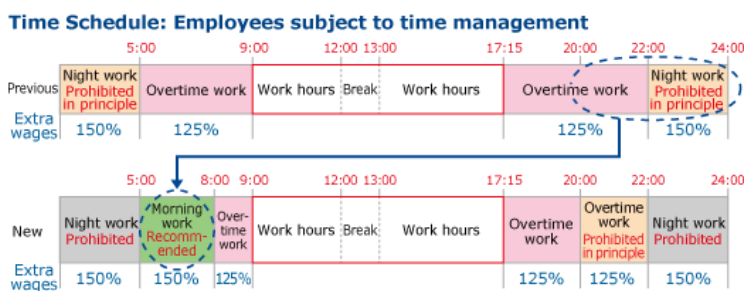 Time Schedule: Employees subject to time management
5:00 9:00 12:00 13:00 17:15 20:00 22:00 24:00
Previous
Night work
Prohibited
in principle
Overtime work
Work hours
Break
Work hours
Overtime work
Night work
Prohibited
in principle
Extra
wages
150% 125% 125% 150%
5:00 8:00 9:00 12:00 13:00 17:15 20:00 22:00 24:00
New
Night work
Prohibited
Morning
work
Recomm-
ended
Over-
time
work
Work hours
Break
Work hours
Overtime
work
Overtime
work
Prohibited
in principle
Night work
Prohibited
Extra
wages
150% 150% 125% 125% 125% 150%